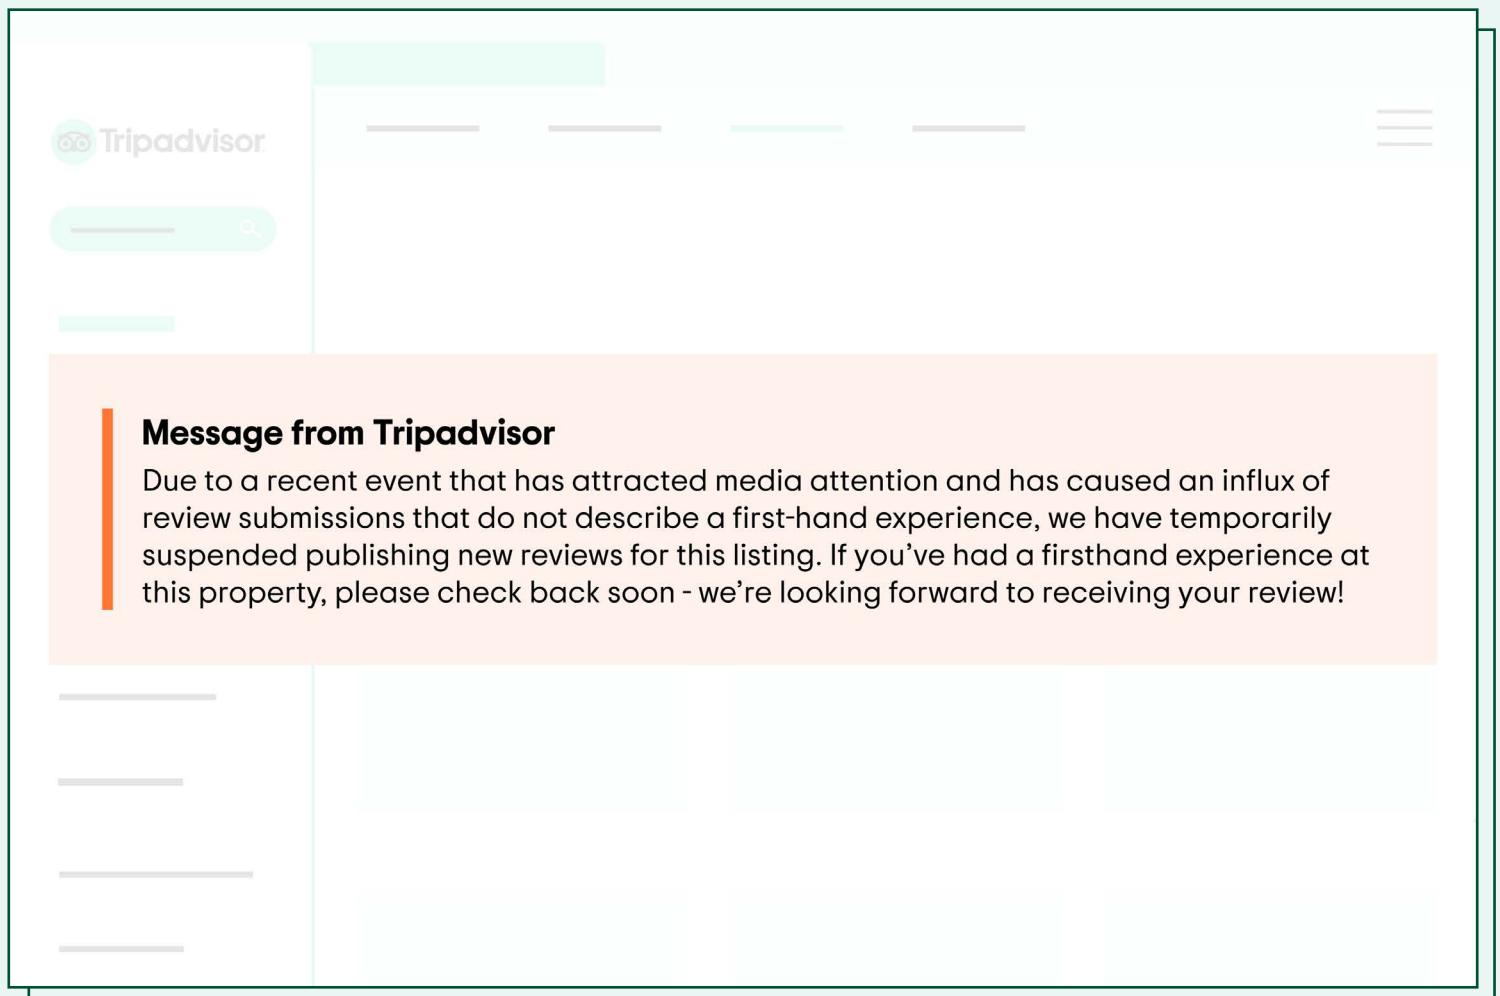 Tripadvisor
Message from Tripadvisor
Due to a recent event that has attracted media attention and has caused an influx of
review submissions that do not describe a first-hand experience, we have temporarily
suspended publishing new reviews for this listing. If you’ve had a firsthand experience at
this property, please check back soon - we’re looking forward to receiving your review!